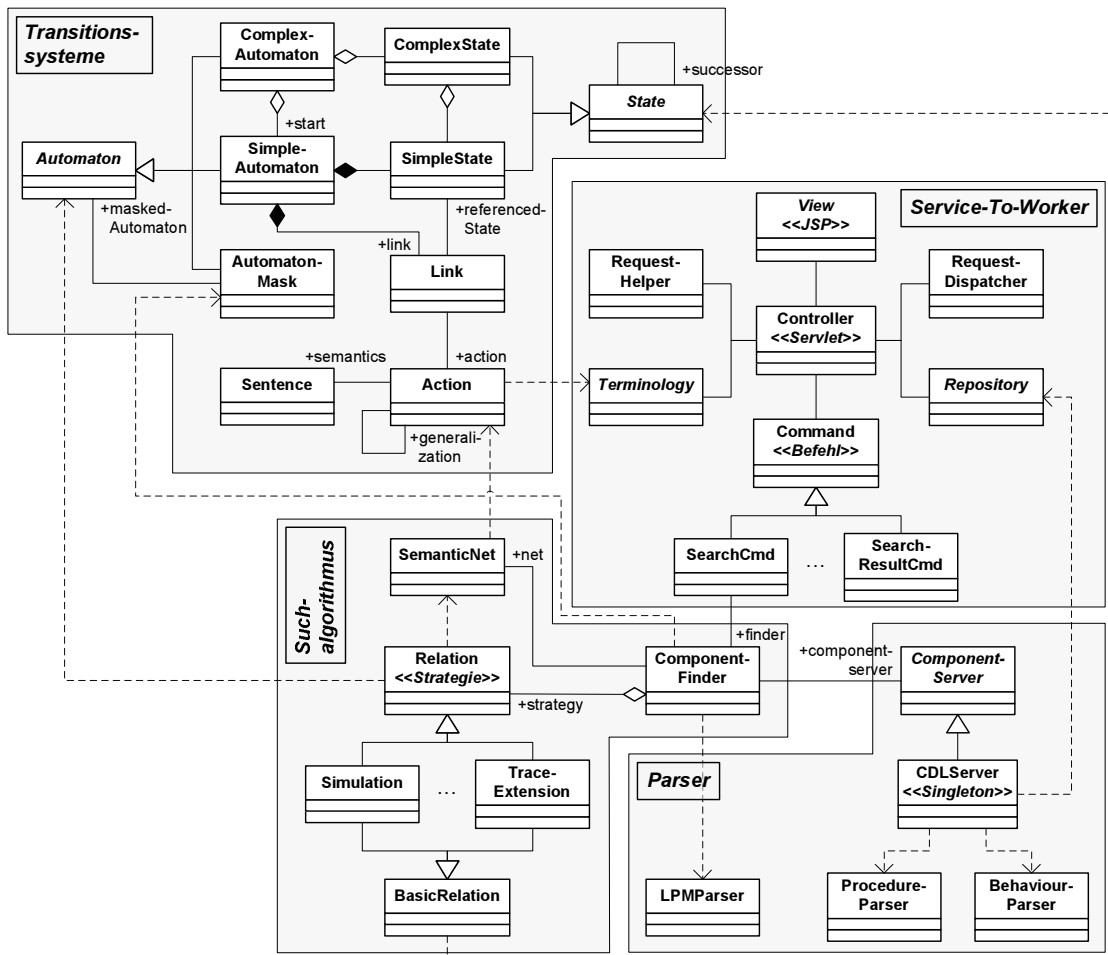 Transitions-
systeme
Complex-
Automaton
ComplexState
+successor
State
+start
Automaton
Simple-
Automaton
SimpleState
+masked-
Automaton
+referenced-
State
+link
Automaton-
Mask
Link
+semantics
+action
Sentence
Action
+generali-
zation
Service-To-Worker
View
<<JSP>>
Request-
Helper
Request-
Dispatcher
Controller
<<Servlet>>
Terminology
Repository
Command
<<Befehl>>
SearchCmd
...
Search-
ResultCmd
Such-
algorithmus
SemanticNet
+net
+finder
Relation
<<Strategie>>
+strategy
Component-
Finder
+component-
server
Component-
Server
Simulation
...
Trace-
Extension
BasicRelation
Parser
CDLServer
<<Singleton>>
LPMParser
Procedure-
Parser
Behaviour-
Parser